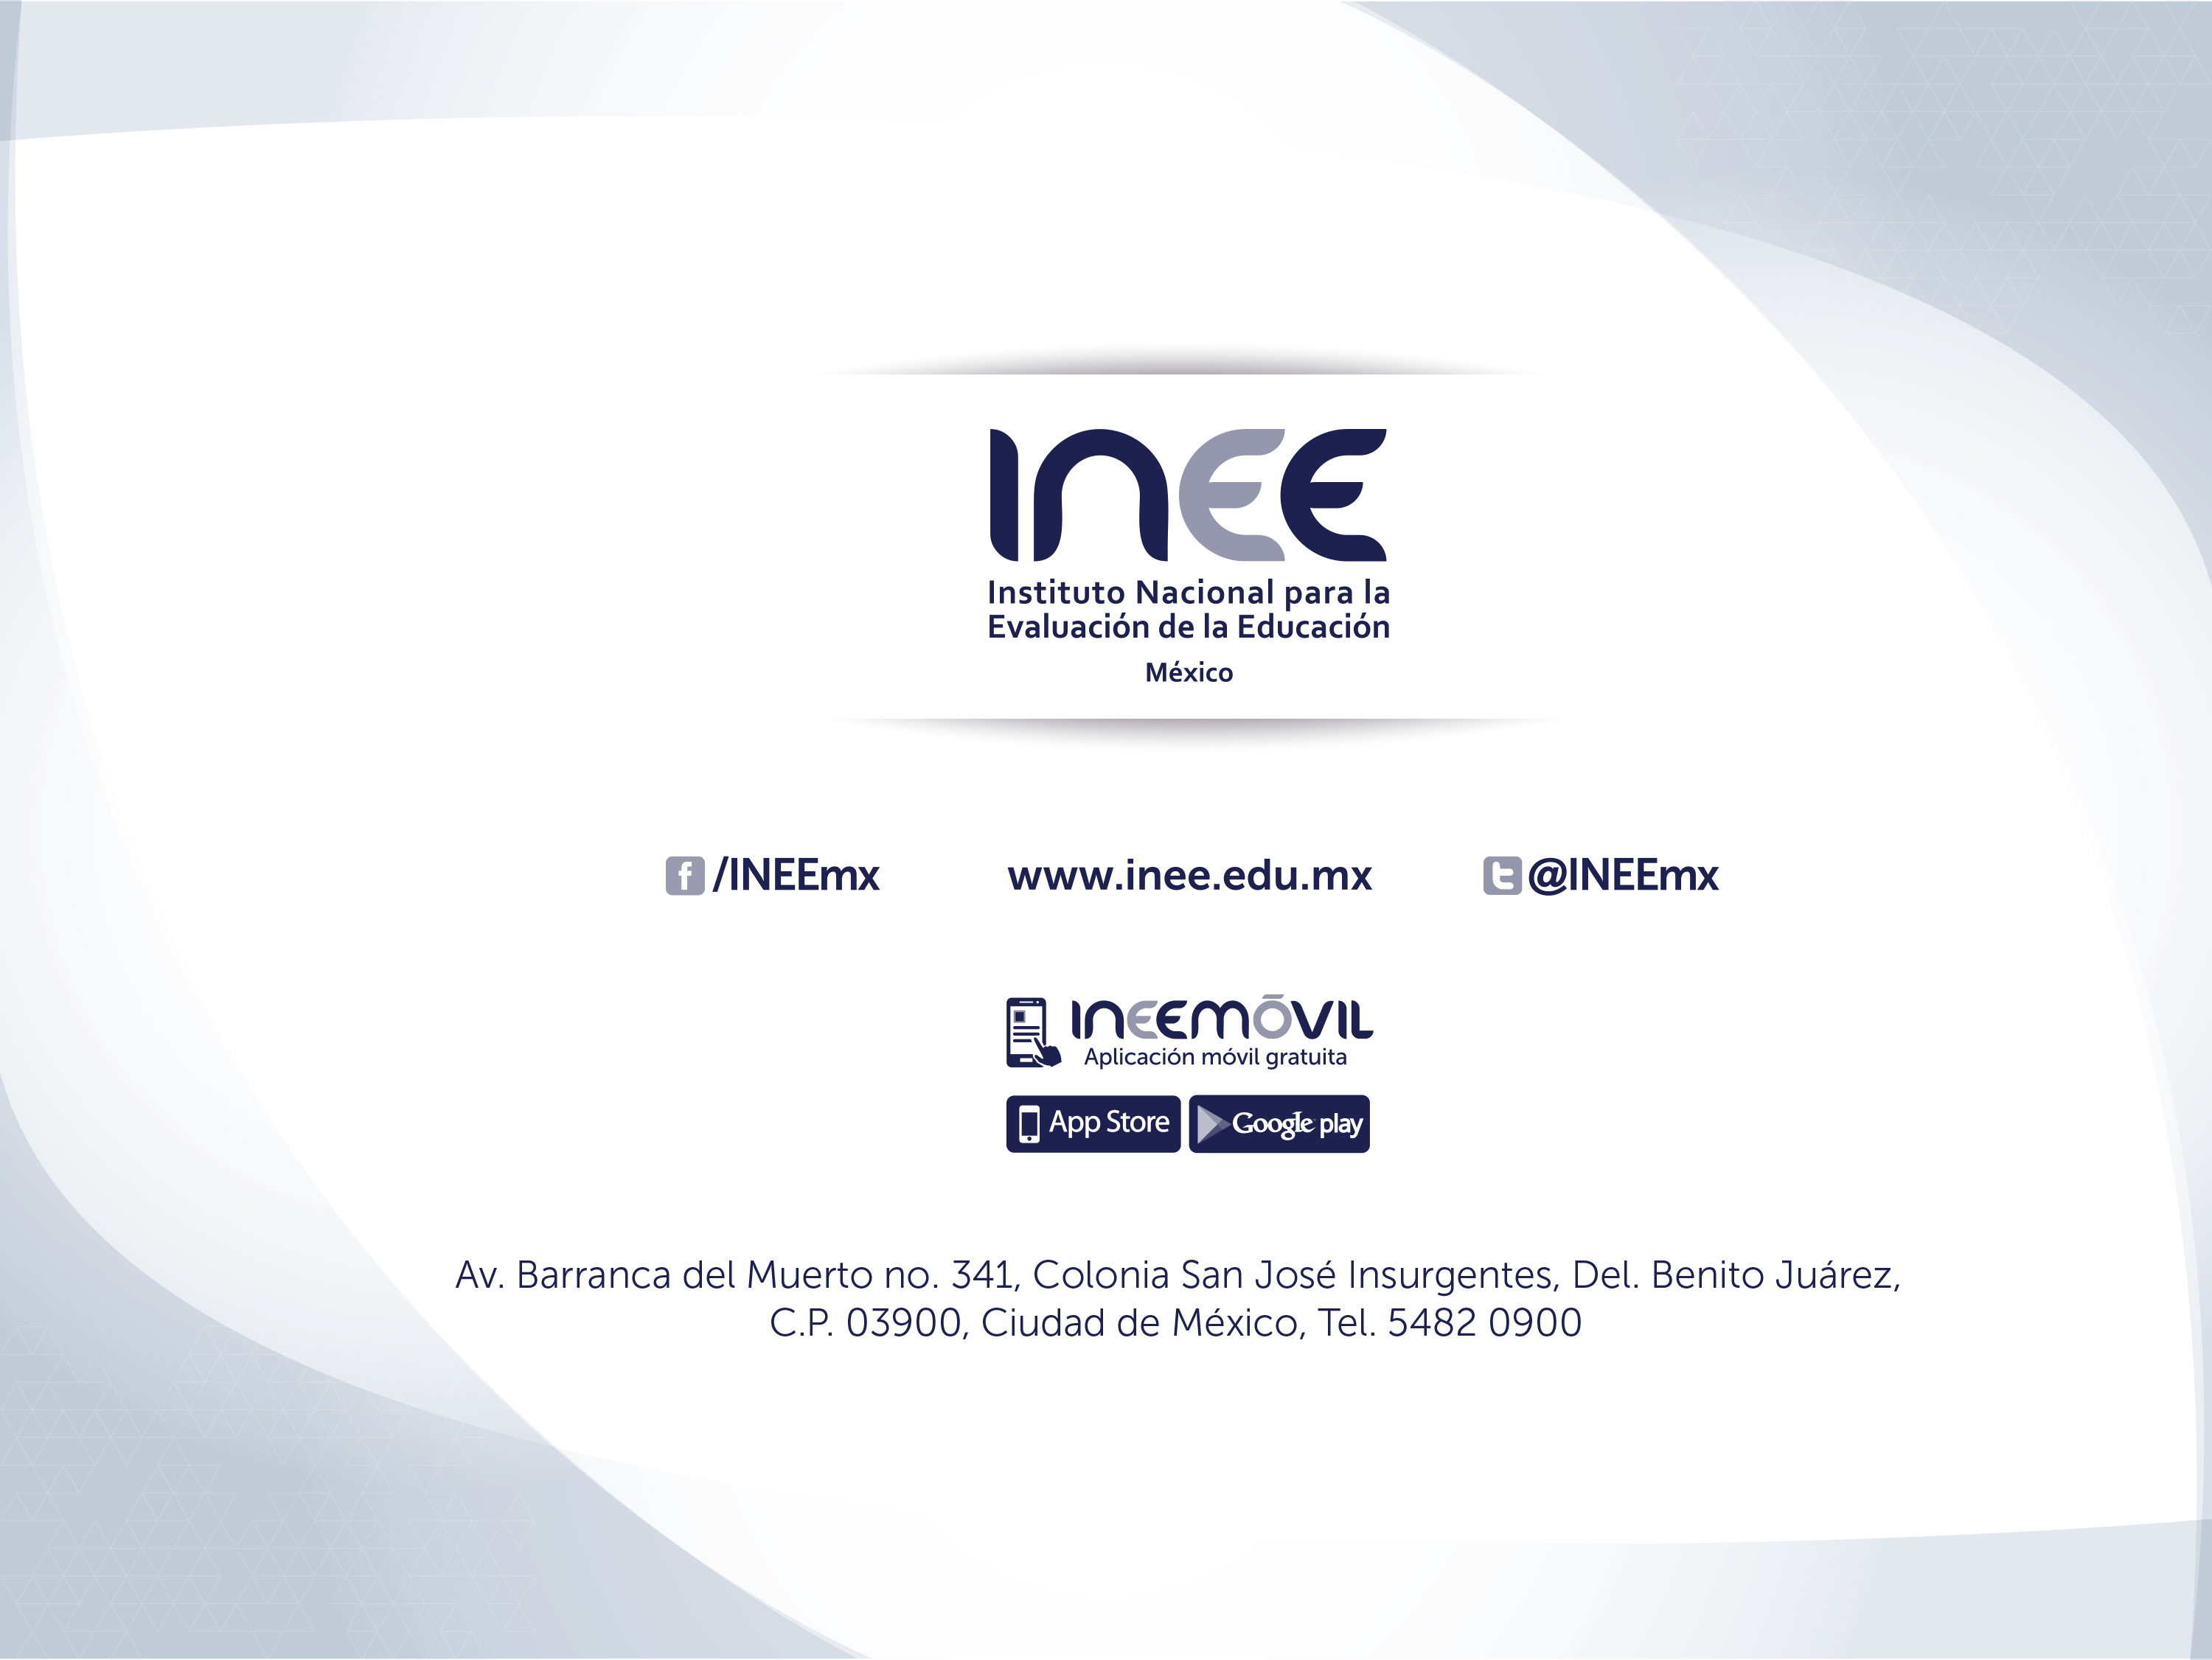 INEE
Instituto Nacional para la
Evaluación de la Educación
México
/INEEmx www.inee.edu.mx @INEEmx
INEEMŌVIL
Aplicación móvil gratuita
App Store Google play
Av. Barranca del Muerto no. 341, Colonia San José Insurgentes, Del. Benito Juárez,
C.P. 03900, Ciudad de México, Tel. 5482 0900